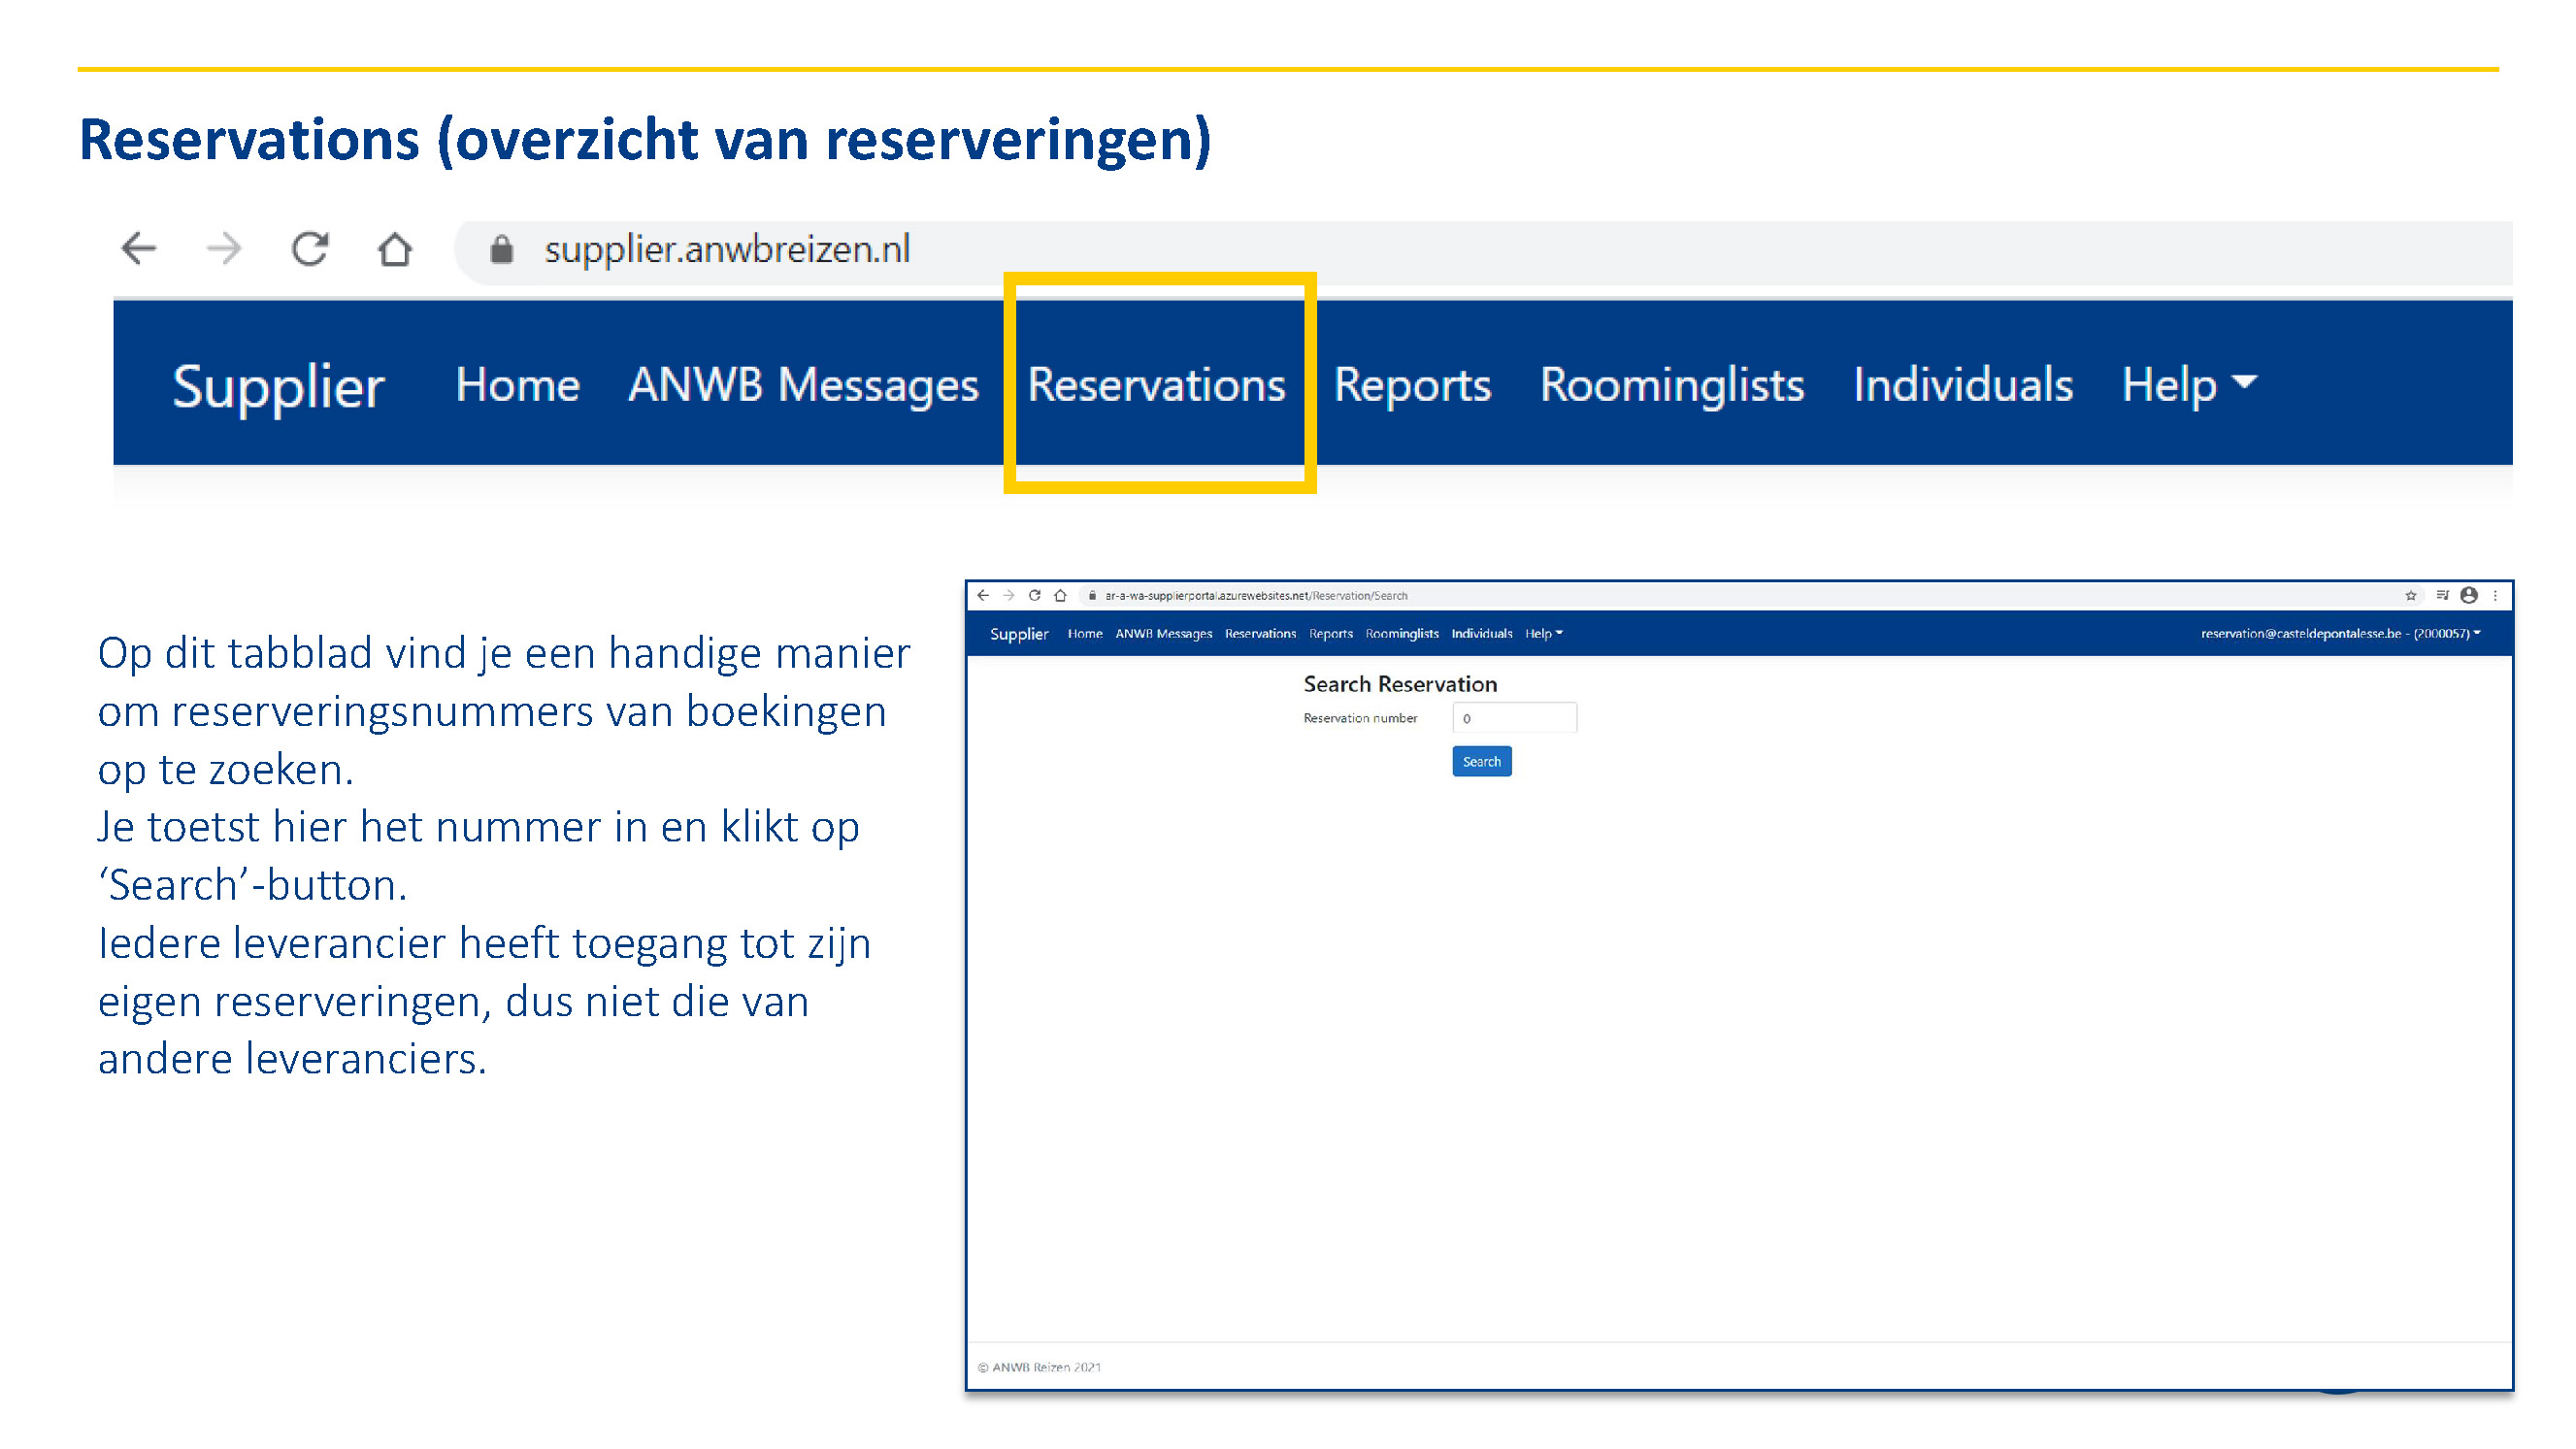 Reservations (overzicht van reserveringen)
supplier.anwbreizen.nl
Supplier Home ANWB Messages Reservations Reports Roominglists Individuals Help
Op dit tabblad vind je een handige manier
om reserveringsnummers van boekingen
op te zoeken.
Je toetst hier het nummer in en klikt op
‘Search’-button.
Iedere leverancier heeft toegang tot zijn
eigen reserveringen, dus niet die van
andere leveranciers.
ar-a-wa-supplierportal.azurewebsites.net/Reservation/Search
Supplier Home ANWB Messages Reservations Reports Roominglists Individuals Help reservation@casteldepontalesse.be - (2000057)
Search Reservation
Reservation number 0
Search
© ANWB Reizen 2021